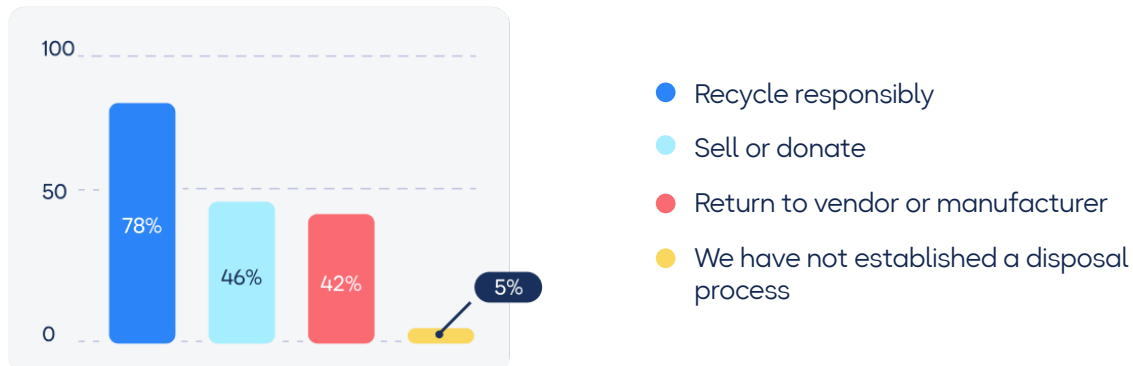 100
50
0
78%
46%
42%
5%
Recycle responsibly
Sell or donate
Return to vendor or manufacturer
We have not established a disposal
process